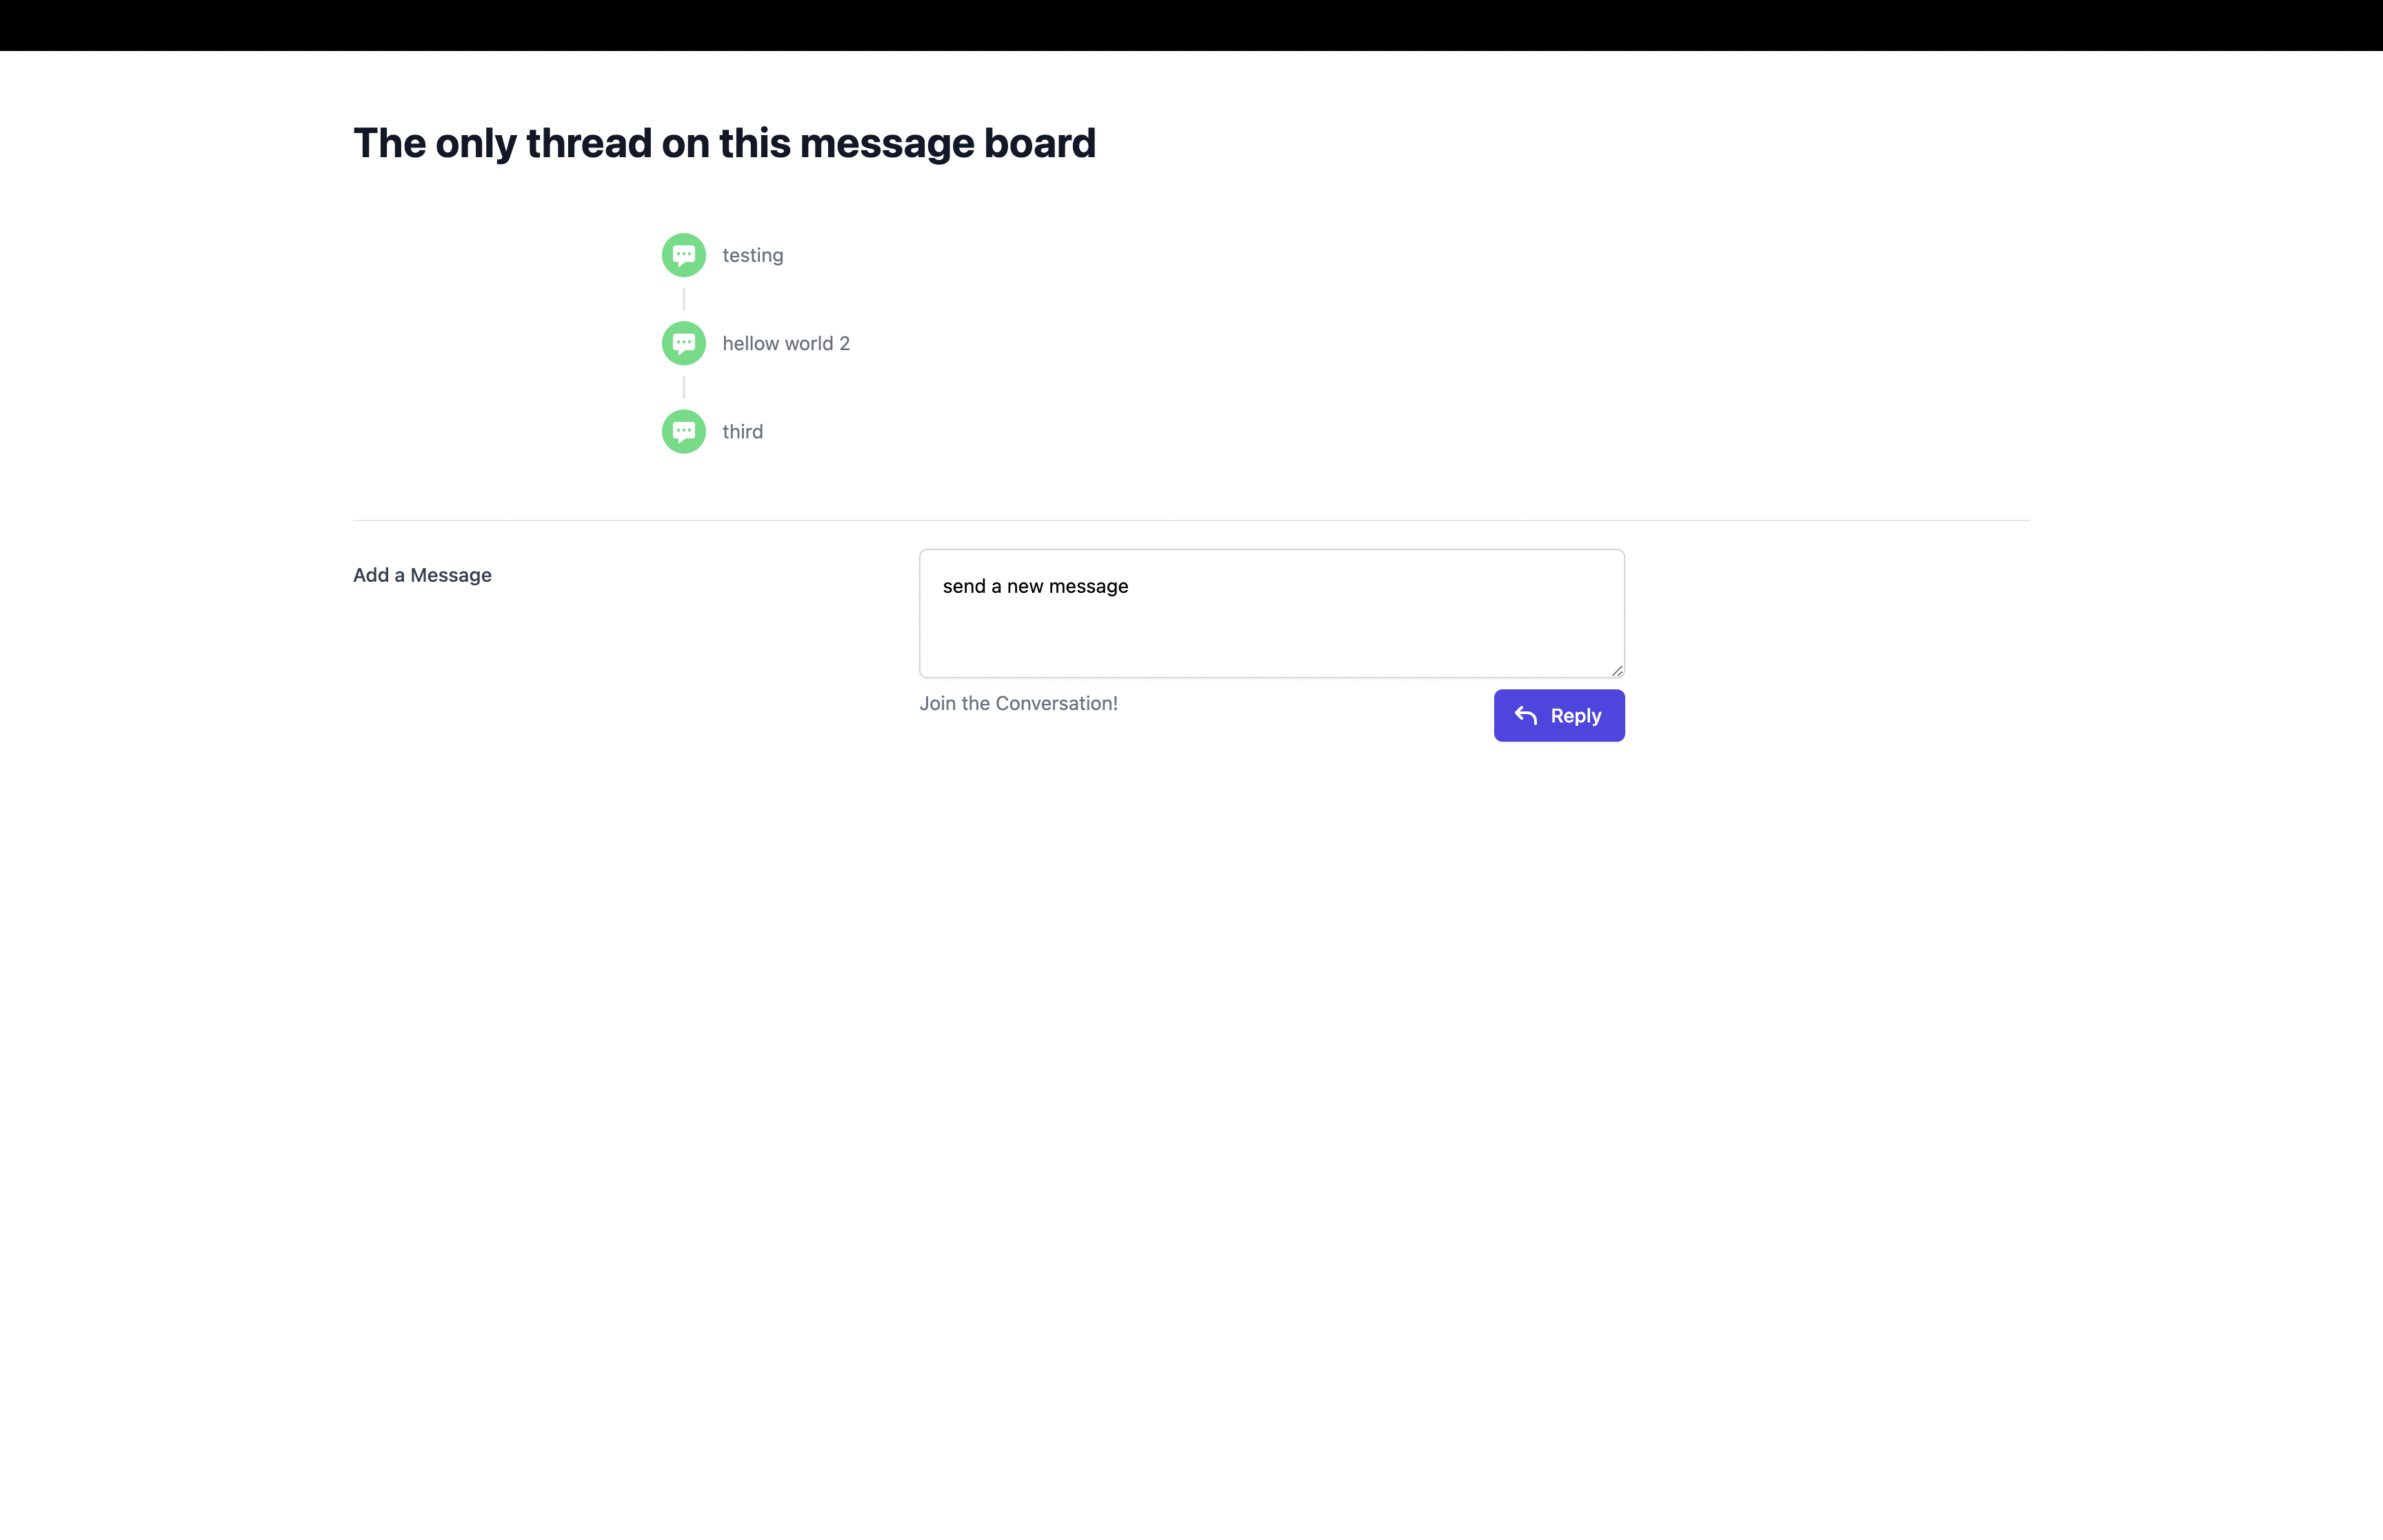 The only thread on this message board
testing
hellow world 2
third
Add a Message
send a new message
Join the Conversation!
Reply